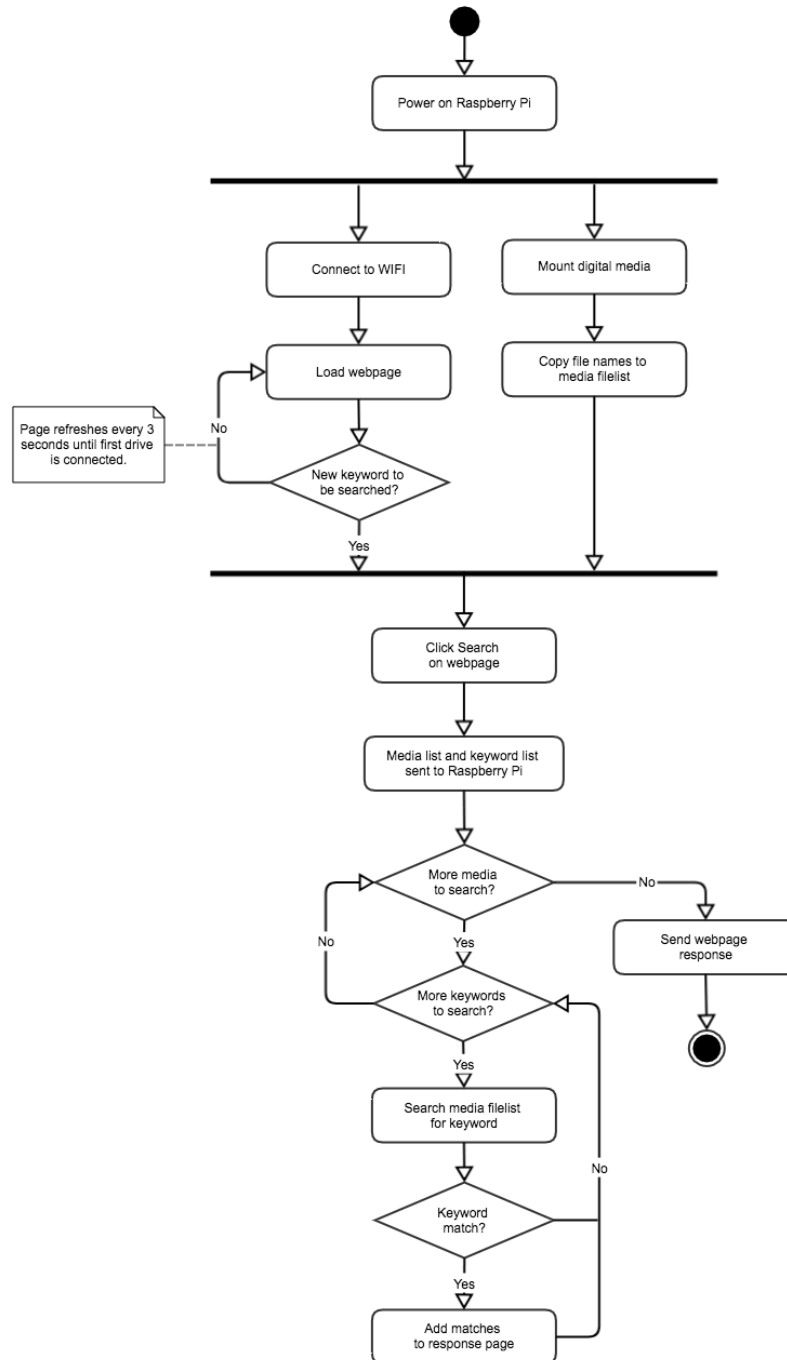 Power on Raspberry Pi
Connect to WIFI
Mount digital media
Load webpage
Copy file names to
media filelist
Page refreshes every 3
seconds until first drive
is connected.
No
New keyword to
be searched?
Yes
Click Search
on webpage
Media list and keyword list
sent to Raspberry Pi
More media
to search?
No
Yes
Send webpage
response
No
More keywords
to search?
Yes
Search media filelist
for keyword
No
Keyword
match?
Yes
Add matches
to response page